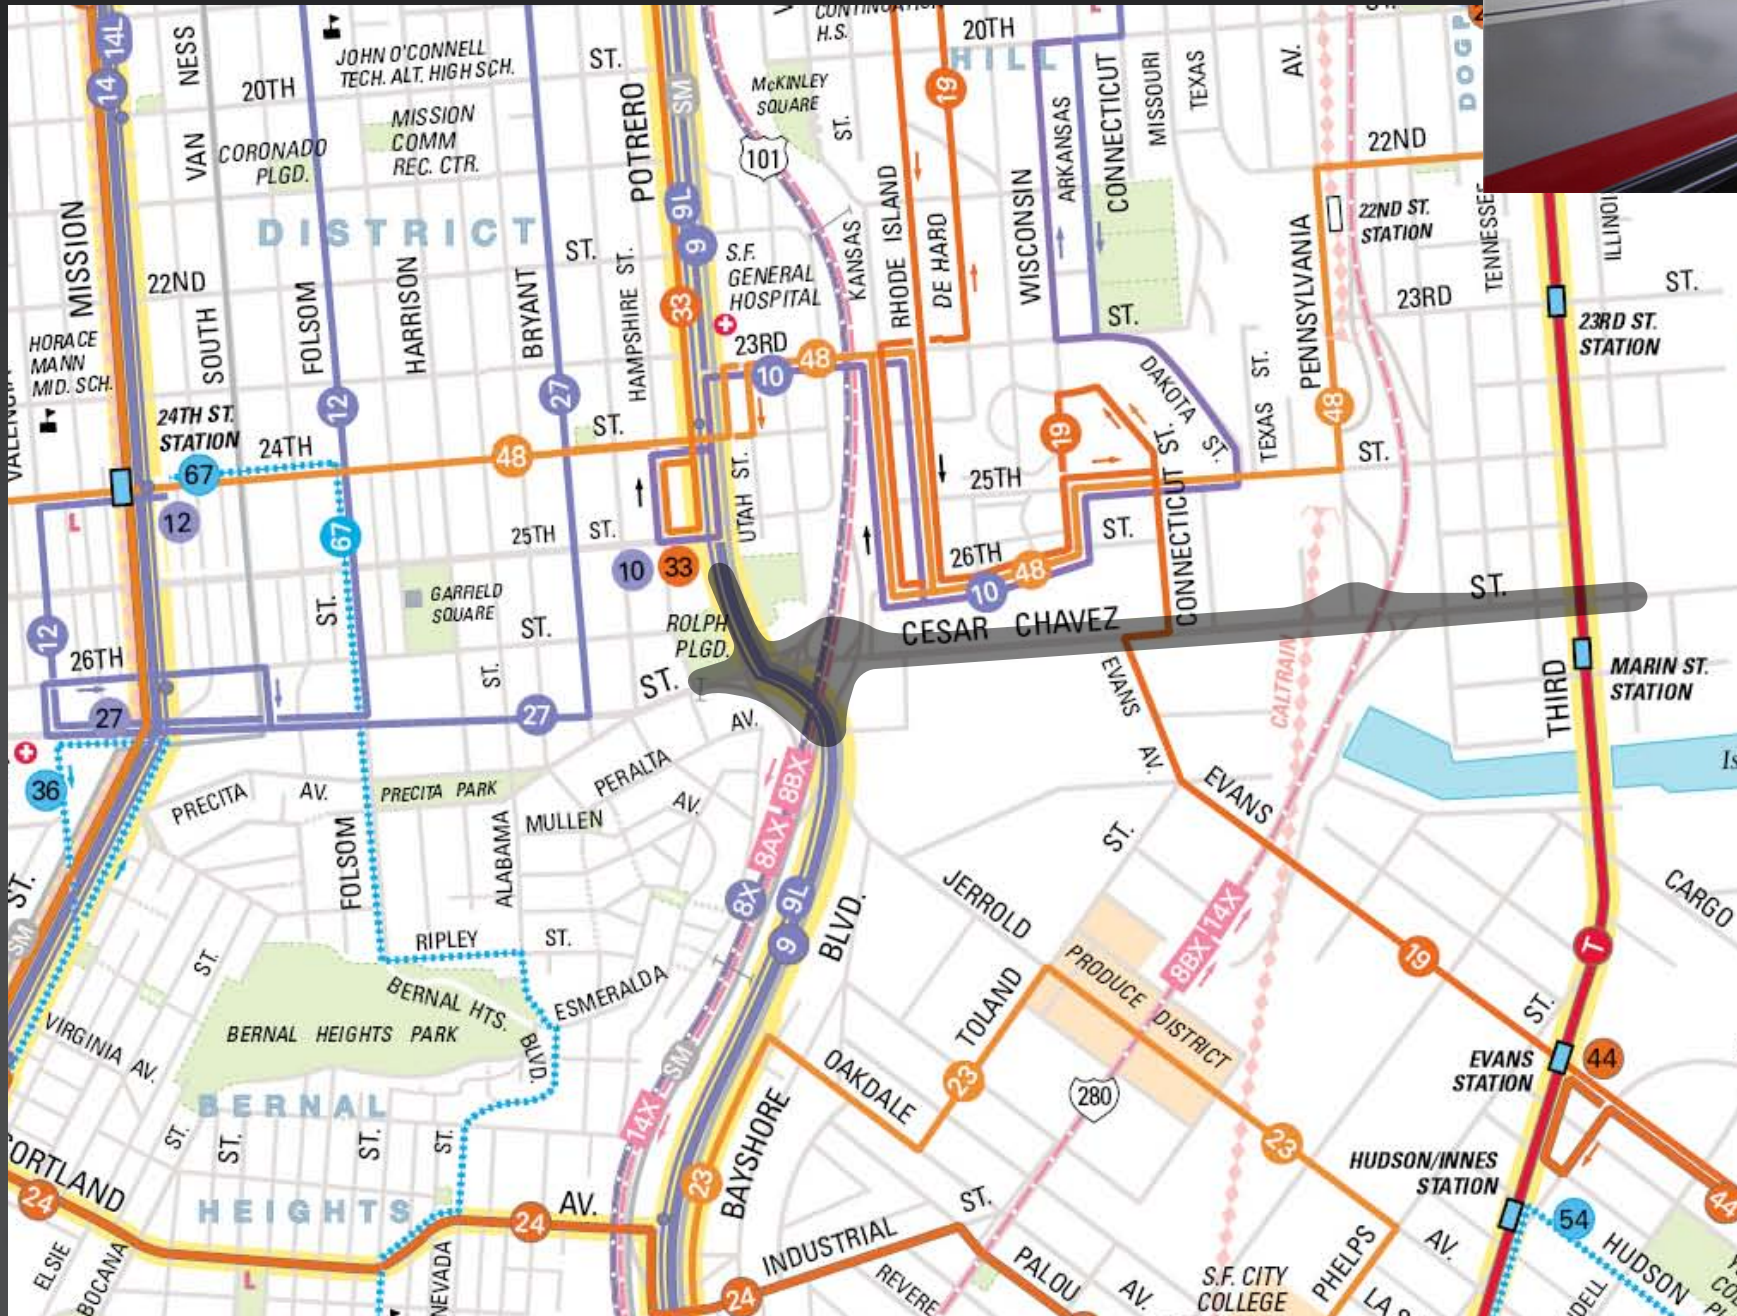 14L
14
NESS
20TH
JOHN O'CONNELL
TECH. ALT. HIGH SCH.
ST.
SM
POTRERO
McKINLEY
SQUARE
ST.
H.S.
20TH
HILL
19
MISSOURI
TEXAS
AV.
VAN
CORONADO
PLGD.
MISSION
COMM
REC. CTR.
101
ARKANSAS
CONNECTICUT
22ND
MISSION
DISTRICT
22ND
ST.
9L
9
S.F.
GENERAL
HOSPITAL
KANSAS
RHODE ISLAND
DE HARO
WISCONSIN
22ND ST.
STATION
PENNSYLVANIA
23RD
ST.
HORACE
MANN
MID. SCH.
SOUTH
FOLSOM
HARRISON
BRYANT
HAMPSHIRE ST.
33
23RD
48
10
ST.
DAKOTA
ST.
TEXAS ST.
23RD ST.
STATION
24TH ST.
STATION
12
27
24TH
67
48
ST.
19
48
ST.
12
67
25TH
ST.
UTAH ST.
25TH
ST.
10
33
26TH
48
10
CONNECTICUT ST.
ST.
GARFIELD
SQUARE
ST.
12
26TH
ST.
ROLPH
PLGD.
CESAR CHAVEZ
ST.
27
ST.
27
ST.
AV.
EVANS
AV.
CALTRAIN
THIRD
MARIN ST.
STATION
36
PRECITA
AV.
PRECITA PARK
PERALTA
AV.
8BX
8AX
EVANS
FOLSOM
ALABAMA
MULLEN
ST.
ST.
SM
8X
9L
9
BLVD.
JERROLD
14X
8BX
CARGO
RIPLEY
ST.
19
T
ST.
BERNAL HTS.
BLVD.
ESMERALDA
TOLAND
PRODUCE DISTRICT
ST.
VIRGINIA AV.
BERNAL HEIGHTS PARK
SM
OAKDALE
23
280
EVANS
STATION
44
BERNAL
HEIGHTS
ST.
ST.
ST.
ST.
14X
BAYSHORE
23
23
HUDSON/INNES
STATION
44
24
24
AV.
ST.
54
HUDSON
ELSIE
BOCANA
NEVADA
24
INDUSTRIAL
REVERE
PALOU
AV.
S.F. CITY
COLLEGE
PHELPS
AV.